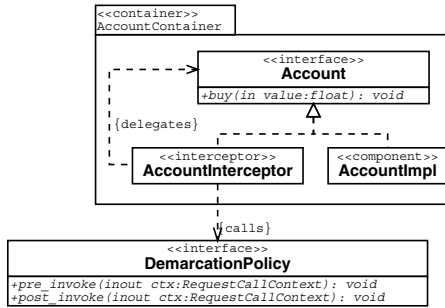 <<container>>
AccountContainer
<<interface>>
Account
+buy(in value:float): void
{delegates}
<<interceptor>>
AccountInterceptor
<<component>>
AccountImpl
{calls}
<<interface>>
DemarcationPolicy
+pre_invoke(inout ctx:RequestCallContext): void
+post_invoke(inout ctx:RequestCallContext): void